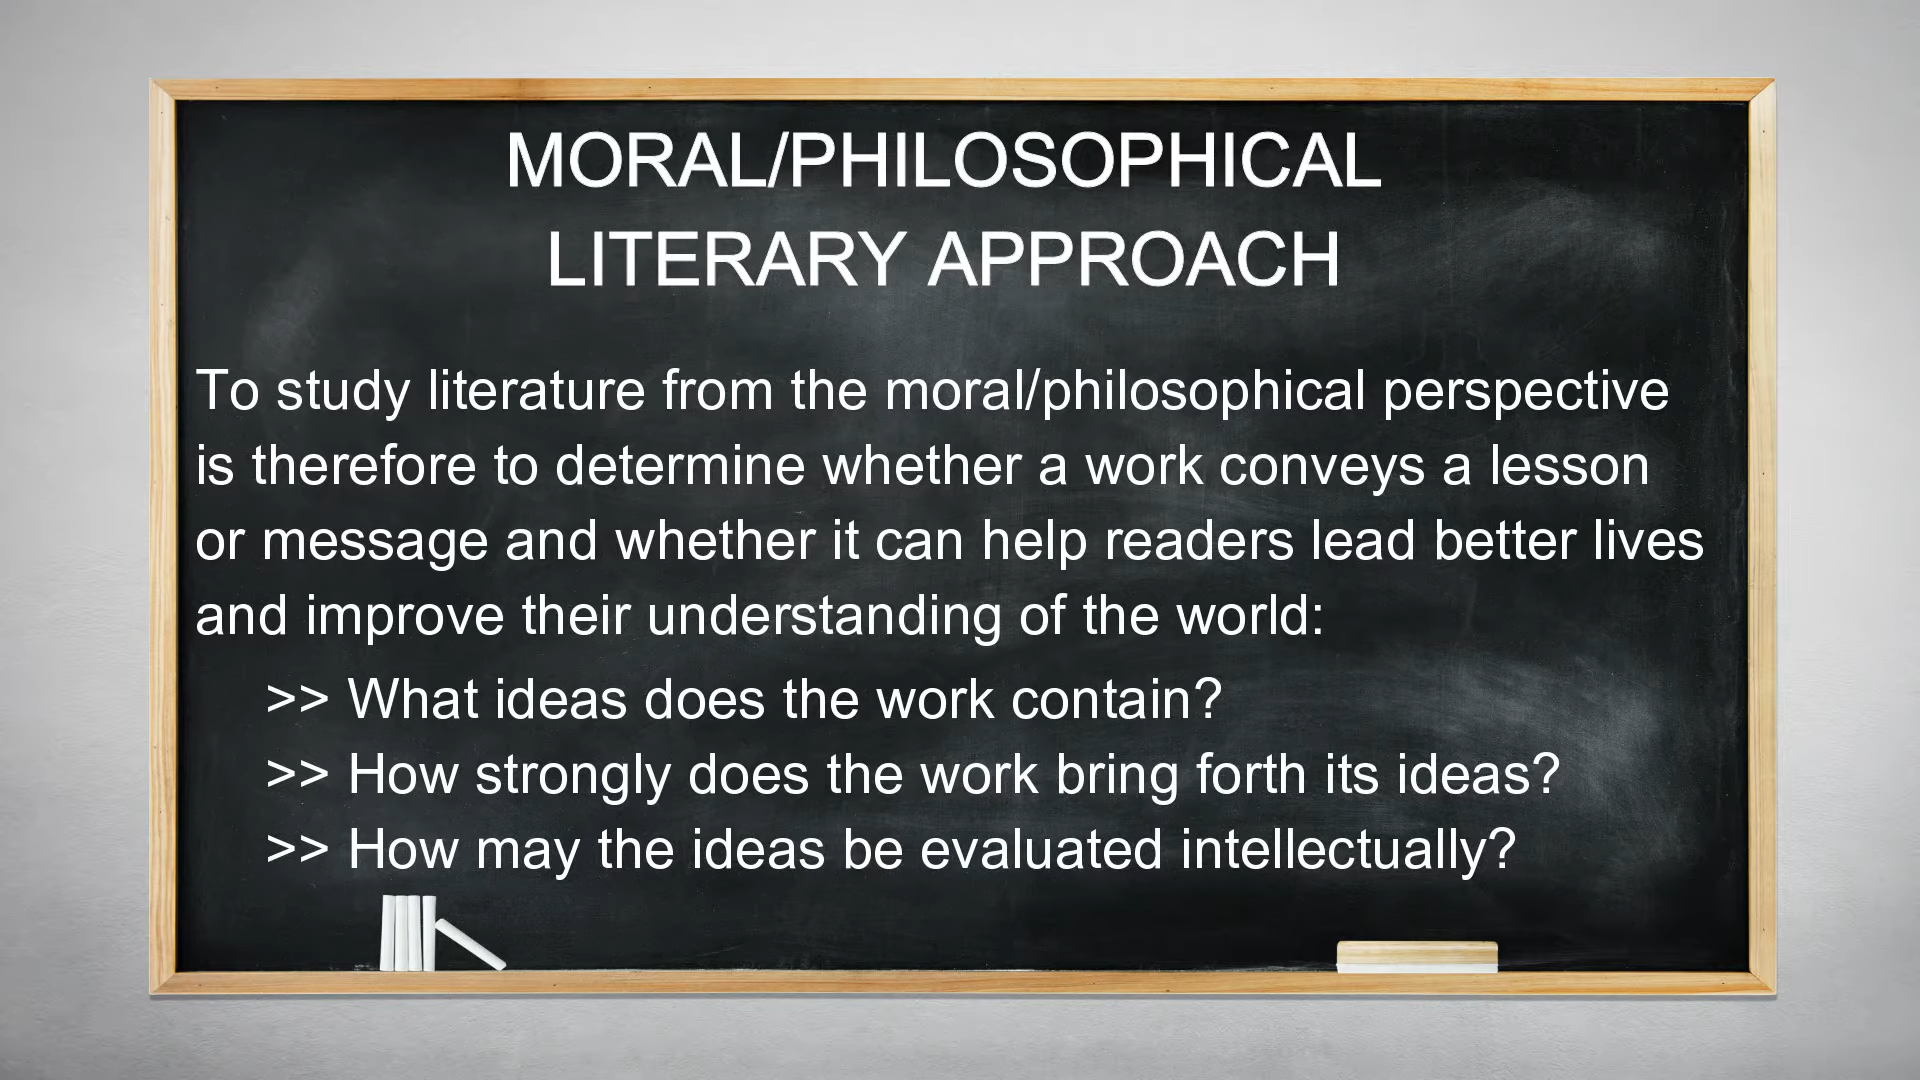 MORAL/PHILOSOPHICAL
LITERARY APPROACH
To study literature from the moral/philosophical perspective
is therefore to determine whether a work conveys a lesson
or message and whether it can help readers lead better lives
and improve their understanding of the world:
>> What ideas does the work contain?
>> How strongly does the work bring forth its ideas?
>> How may the ideas be evaluated intellectually?